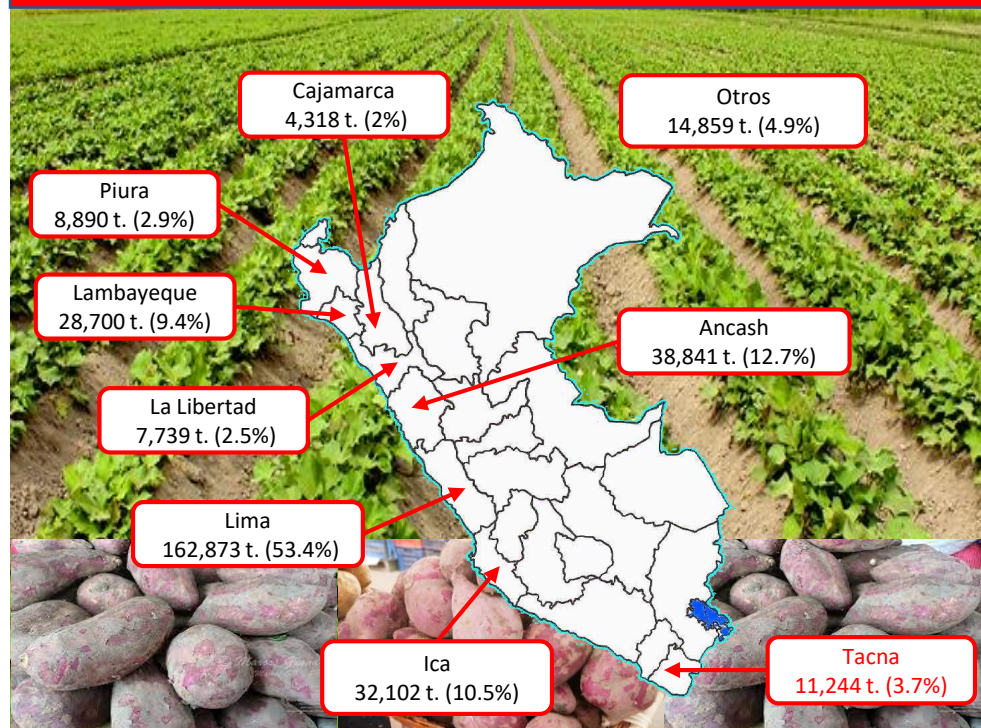 Cajamarca
4,318 t. (2%)
Otros
14,859 t. (4.9%)
Piura
8,890 t. (2.9%)
Lambayeque
28,700 t. (9.4%)
Ancash
38,841 t. (12.7%)
La Libertad
7,739 t. (2.5%)
Lima
162,873 t. (53.4%)
Ica
32,102 t. (10.5%)
Tacna
11,244 t. (3.7%)